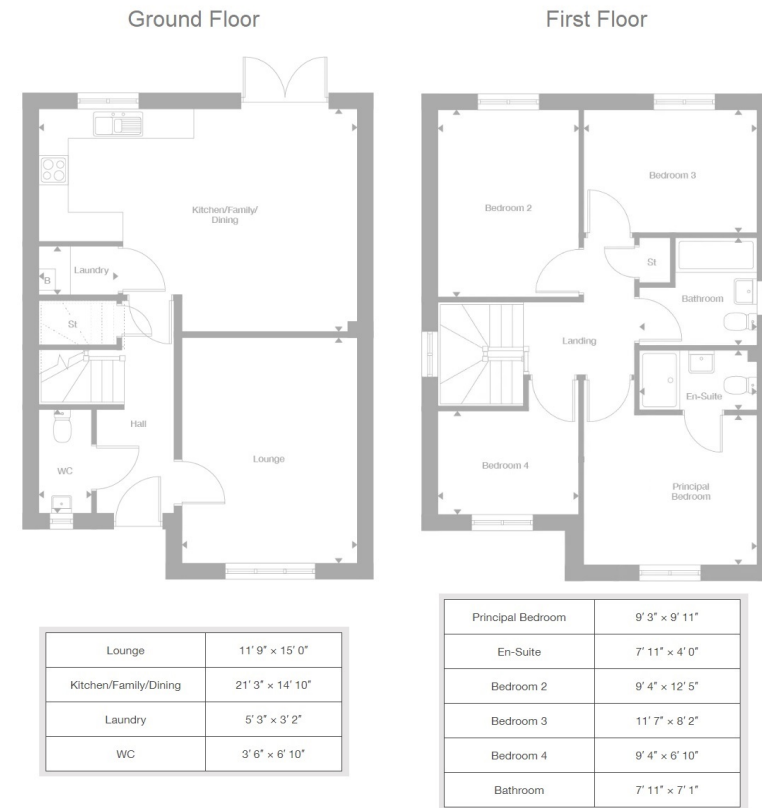 Ground Floor
First Floor
Kitchen/Family/
Dining
Laundry
B
St
Hall
WC
Lounge
Bedroom 2
Bedroom 3
St
Bathroom
Landing
En-Suite
Bedroom 4
Principal
Bedroom
Lounge 11' 9" × 15' 0"
Kitchen/Family/Dining 21' 3" × 14' 10"
Laundry 5' 3" × 3' 2"
WC 3' 6" × 6' 10"
Principal Bedroom 9' 3" × 9' 11"
En-Suite 7' 11" × 4' 0"
Bedroom 2 9' 4" × 12' 5"
Bedroom 3 11' 7" × 8' 2"
Bedroom 4 9' 4" × 6' 10"
Bathroom 7' 11" × 7' 1"